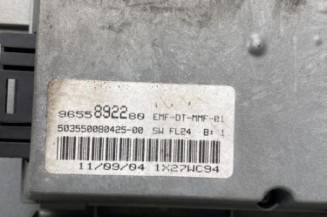 9655892280 EMF-DT-MMF-01
503550080425-00 SW FL24 B: 1
11/09/04 1X27WC94